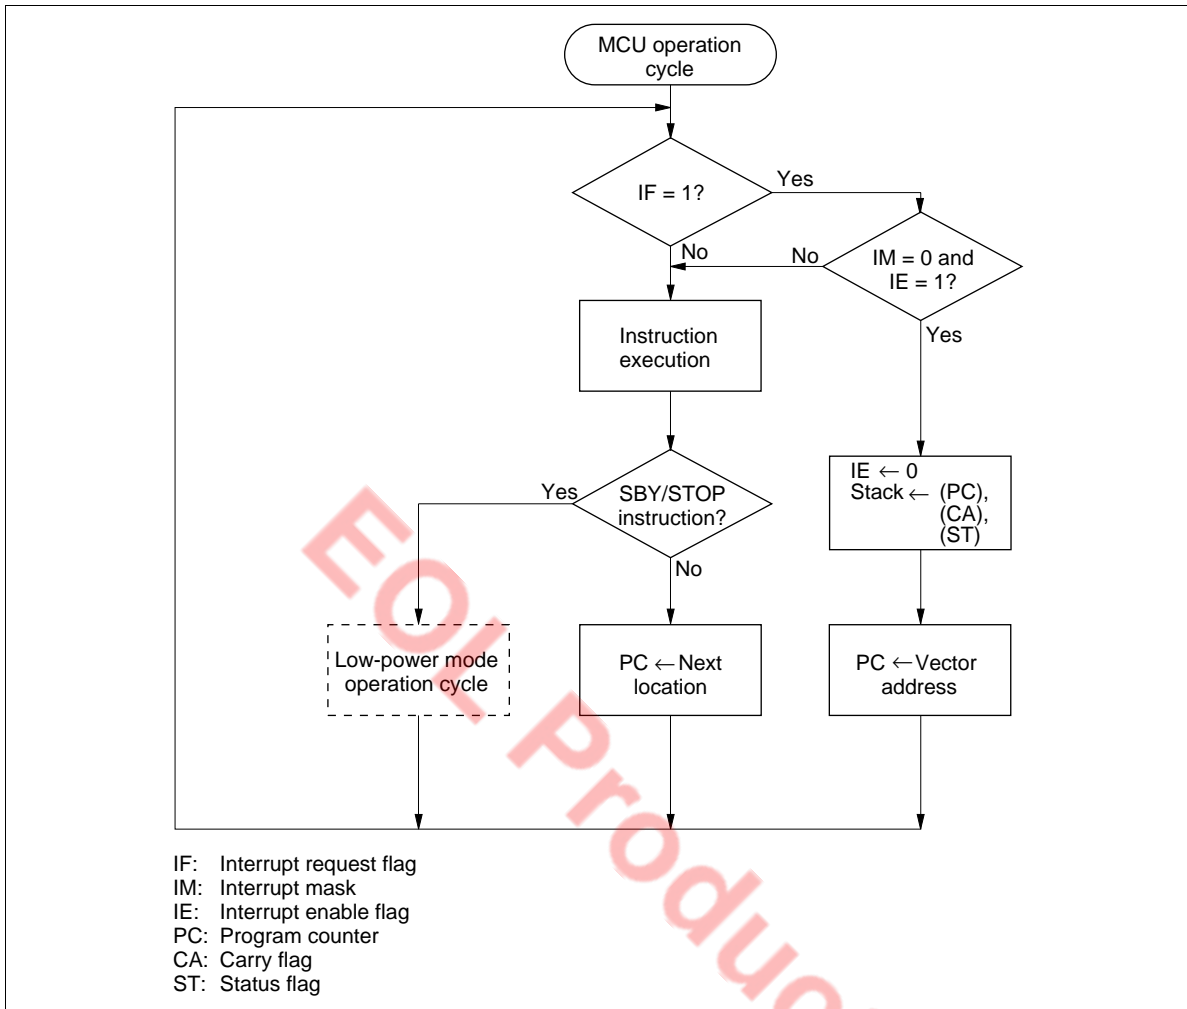 MCU operation
cycle
IF = 1?
Yes
No
No
IM = 0 and
IE = 1?
Yes
Instruction
execution
Yes
SBY/STOP
instruction?
No
IE ← 0
Stack ← (PC),
(CA),
(ST)
Low-power mode
operation cycle
PC ← Next
location
PC ← Vector
address
IF: Interrupt request flag
IM: Interrupt mask
IE: Interrupt enable flag
PC: Program counter
CA: Carry flag
ST: Status flag
EOL Produc